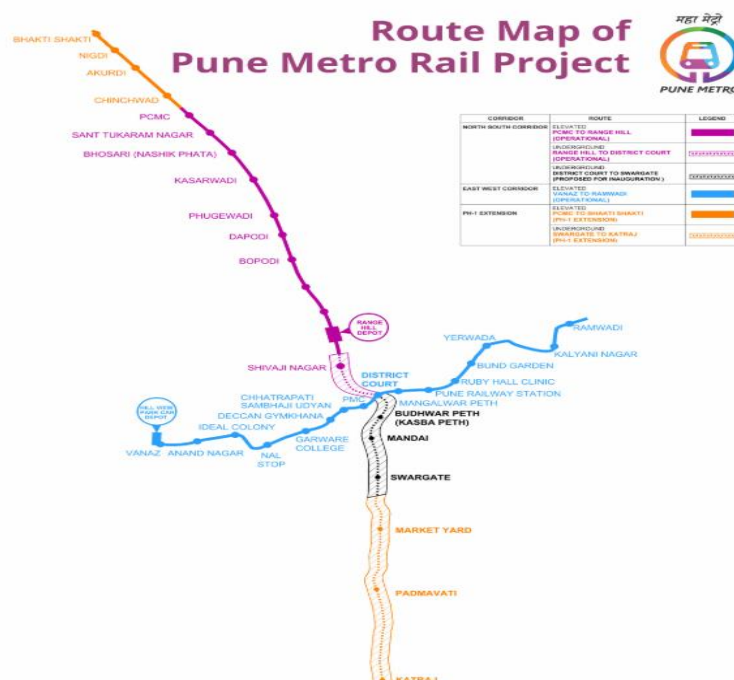 Route Map of
Pune Metro Rail Project
महा मेट्रो
PUNE METRO
CORRIDOR ROUTE LEGEND
NORTH SOUTH CORRIDOR
ELEVATED
PCMC TO RANGE HILL
(OPERATIONAL)
UNDERGROUND
RANGE HILL TO DISTRICT COURT
(OPERATIONAL)
UNDERGROUND
DISTRICT COURT TO SWARGATE
(PROPOSED FOR INAUGURATION )
EAST WEST CORRIDOR
ELEVATED
VANAZ TO RAMWADI
(OPERATIONAL)
PH-1 EXTENSION
ELEVATED
PCMC TO BHAKTI SHAKTI
(PH-1 EXTENSION)
UNDERGROUND
SWARGATE TO KATRAJ
(PH-1 EXTENSION)
BHAKTI SHAKTI
NIGDI
AKURDI
CHINCHWAD
PCMC
SANT TUKARAM NAGAR
BHOSARI (NASHIK PHATA)
KASARWADI
PHUGEWADI
DAPODI
BOPODI
RANGE
HILL
DEPOT
SHIVAJI NAGAR
DISTRICT
COURT
RAMWADI
KALYANI NAGAR
YERWADA
BUND GARDEN
RUBY HALL CLINIC
PUNE RAILWAY STATION
MANGALWAR PETH
PMC
CHHATRAPATI
SAMBHAJI UDYAN
DECCAN GYMKHANA
GARWARE
COLLEGE
NAL
STOP
IDEAL COLONY
ANAND NAGAR
VANAZ
HILL VIEW
PARK CAR
DEPOT
BUDHWAR PETH
(KASBA PETH)
MANDAI
SWARGATE
MARKET YARD
PADMAVATI
KATRAJ